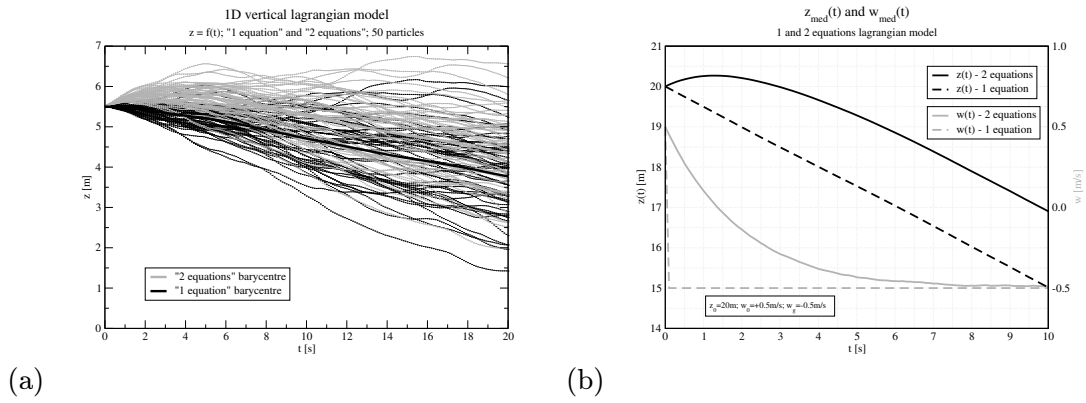 1D vertical lagrangian model
z = f(t); "1 equation" and "2 equations"; 50 particles
7
6
5
4
3
2
1
0
z [m]
"2 equations" barycentre
"1 equation" barycentre
0 2 4 6 8 10 12 14 16 18 20
t [s]
(a)
z_med(t) and w_med(t)
1 and 2 equations lagrangian model
21
20
19
18
17
16
15
14
z(t) [m]
z(t) - 2 equations
z(t) - 1 equation
w(t) - 2 equations
w(t) - 1 equation
1.0
0.5
0.0
-0.5
w [m/s]
z_0=20m; w_0=+0.5m/s; w_g=-0.5m/s
0 1 2 3 4 5 6 7 8 9 10
t [s]
(b)